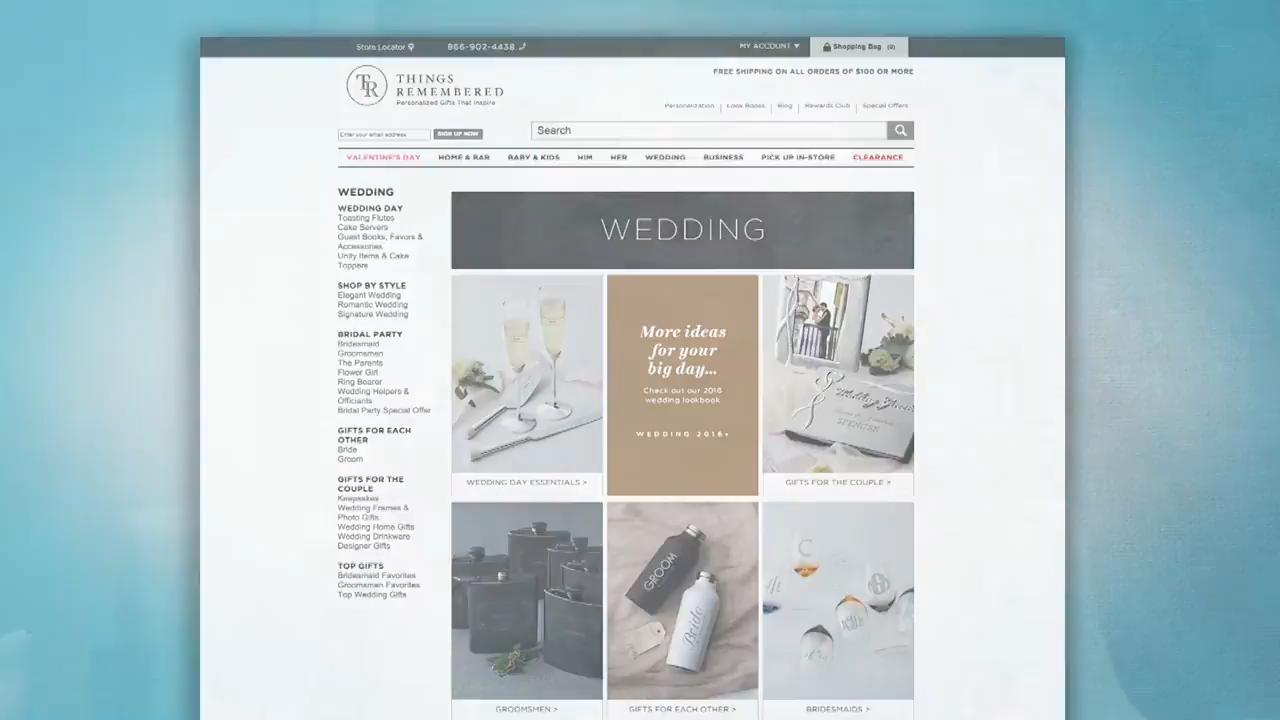 Store Locator
866-902-4438
MY ACCOUNT
Shopping Bag (0)
TR
THINGS
REMEMBERED
Personalized Gifts That Inspire
FREE SHIPPING ON ALL ORDERS OF $100 OR MORE
Personalization | Look Books | Blog | Rewards Club | Special Offers
Enter your email address
SIGN UP NOW
Search
VALENTINE'S DAY HOME & BAR BABY & KIDS HIM HER WEDDING BUSINESS PICK UP IN-STORE CLEARANCE
WEDDING
WEDDING DAY
Toasting Flutes
Cake Servers
Guest Books, Favors &
Accessories
Unity Items & Cake
Toppers
SHOP BY STYLE
Elegant Wedding
Romantic Wedding
Signature Wedding
BRIDAL PARTY
Bridesmaid
Groomsmen
The Parents
Flower Girl
Ring Bearer
Wedding Helpers &
Officiants
Bridal Party Special Offer
GIFTS FOR EACH
OTHER
Bride
Groom
GIFTS FOR THE
COUPLE
Keepsakes
Wedding Frames &
Photo Gifts
Wedding Home Gifts
Wedding Drinkware
Designer Gifts
TOP GIFTS
Bridesmaid Favorites
Groomsmen Favorites
Top Wedding Gifts
WEDDING
More ideas
for your
big day...
Check out our 2016
wedding lookbook
WEDDING 2016
SPENCER
WEDDING DAY ESSENTIALS >
GIFTS FOR THE COUPLE >
GROOM
Bride
C
GROOMSMEN >
GIFTS FOR EACH OTHER >
BRIDESMAIDS >